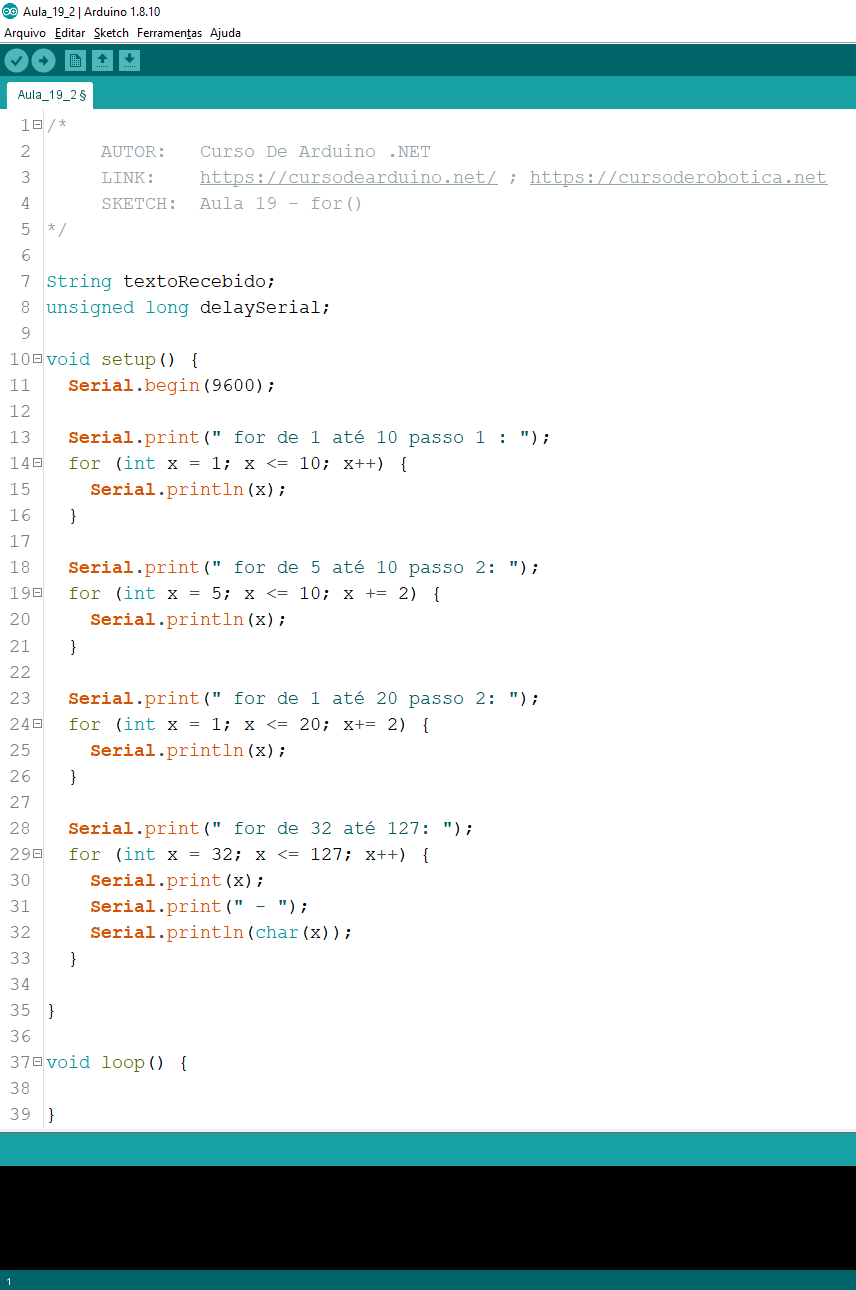 Aula_19_2 | Arduino 1.8.10
Arquivo Editar Sketch Ferramentas Ajuda
Aula_19_2 §
1 /*
2      AUTOR:   Curso De Arduino .NET
3      LINK:    https://cursodearduino.net/ ; https://cursoderobotica.net
4      SKETCH:  Aula 19 - for()
5 */
6
7 String textoRecebido;
8 unsigned long delaySerial;
9
10 void setup() {
11   Serial.begin(9600);
12
13   Serial.print(" for de 1 até 10 passo 1 : ");
14   for (int x = 1; x <= 10; x++) {
15     Serial.println(x);
16   }
17
18   Serial.print(" for de 5 até 10 passo 2: ");
19   for (int x = 5; x <= 10; x += 2) {
20     Serial.println(x);
21   }
22
23   Serial.print(" for de 1 até 20 passo 2: ");
24   for (int x = 1; x <= 20; x+= 2) {
25     Serial.println(x);
26   }
27
28   Serial.print(" for de 32 até 127: ");
29   for (int x = 32; x <= 127; x++) {
30     Serial.print(x);
31     Serial.print(" - ");
32     Serial.println(char(x));
33   }
34
35 }
36
37 void loop() {
38
39 }
1